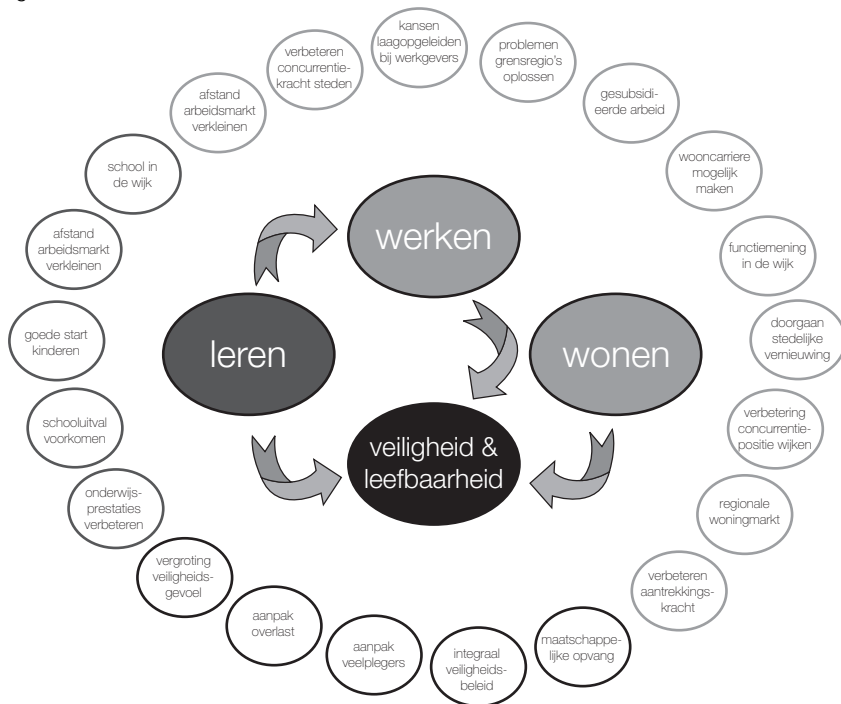 kansen
laagopgeleiden
bij werkgevers
problemen
grensregio's
oplossen
gesubsidi-
eerde arbeid
wooncarriere
mogelijk
maken
functiemening
in de wijk
doorgaan
stedelijke
vernieuwing
verbetering
concurrentie-
positie wijken
regionale
woningmarkt
verbeteren
aantrekkings-
kracht
maatschappe-
lijke opvang
integraal
veiligheids-
beleid
aanpak
veelplegers
aanpak
overlast
vergroting
veiligheids-
gevoel
onderwijs-
prestaties
verbeteren
schooluitval
voorkomen
goede start
kinderen
afstand
arbeidsmarkt
verkleinen
school in
de wijk
afstand
arbeidsmarkt
verkleinen
verbeteren
concurrentie-
kracht steden
werken
leren
wonen
veiligheid &
leefbaarheid